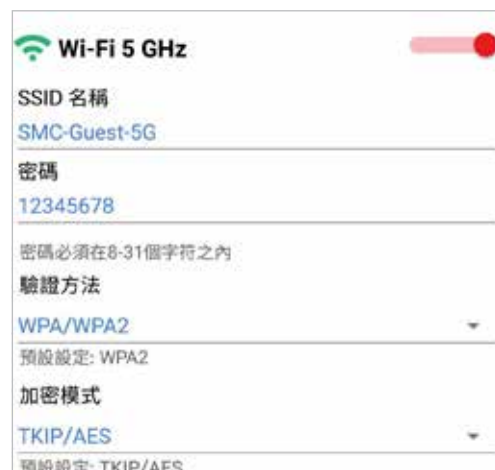 Wi-Fi 5 GHz
SSID 名稱
SMC-Guest-5G
密碼
12345678
密碼必須在8-31個字符之內
驗證方法
WPA/WPA2
預設設定: WPA2
加密模式
TKIP/AES
預設設定: TKIP/AES